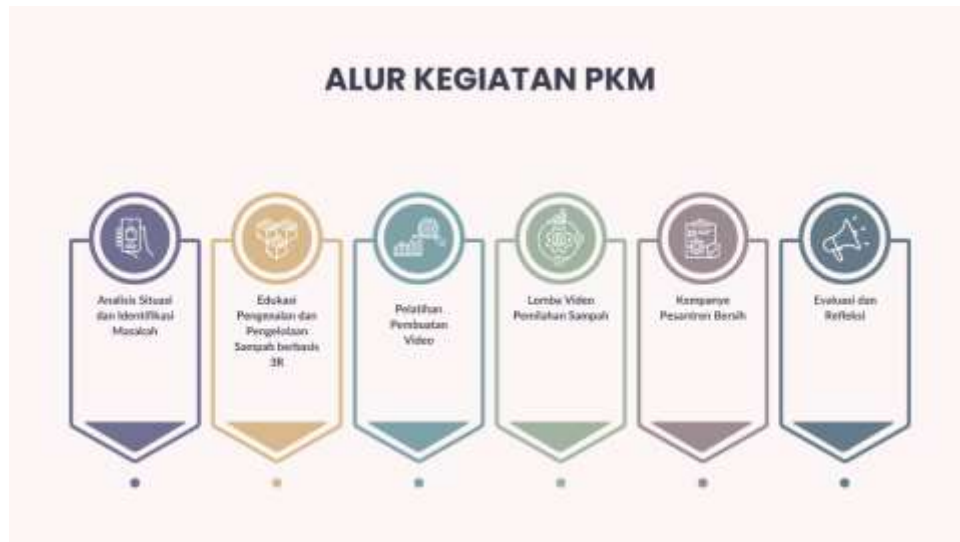 ALUR KEGIATAN PKM
Analisis Situasi
dan Identifikasi
Masalah
Edukasi
Pengenalan dan
Pengelolaan
Sampah berbasis
3R
Pelatihan
Pembuatan
Video
Lomba Video
Pemilahan Sampah
Kampanye
Pesantren Bersih
Evaluasi dan
Refleksi